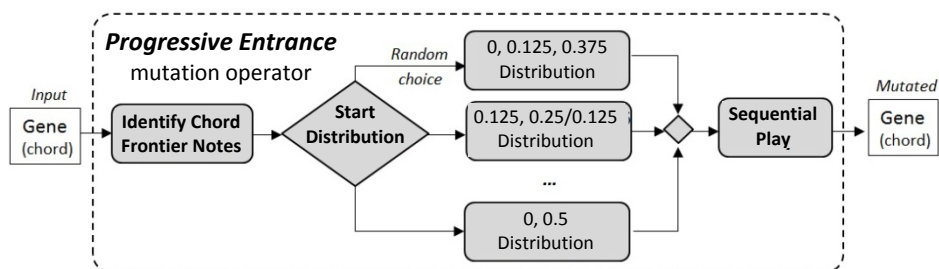 Progressive Entrance
mutation operator
Input
Gene
(chord)
Identify Chord
Frontier Notes
Start
Distribution
Random
choice
0, 0.125, 0.375
Distribution
0.125, 0.25/0.125
Distribution
...
0, 0.5
Distribution
Sequential
Play
Mutated
Gene
(chord)